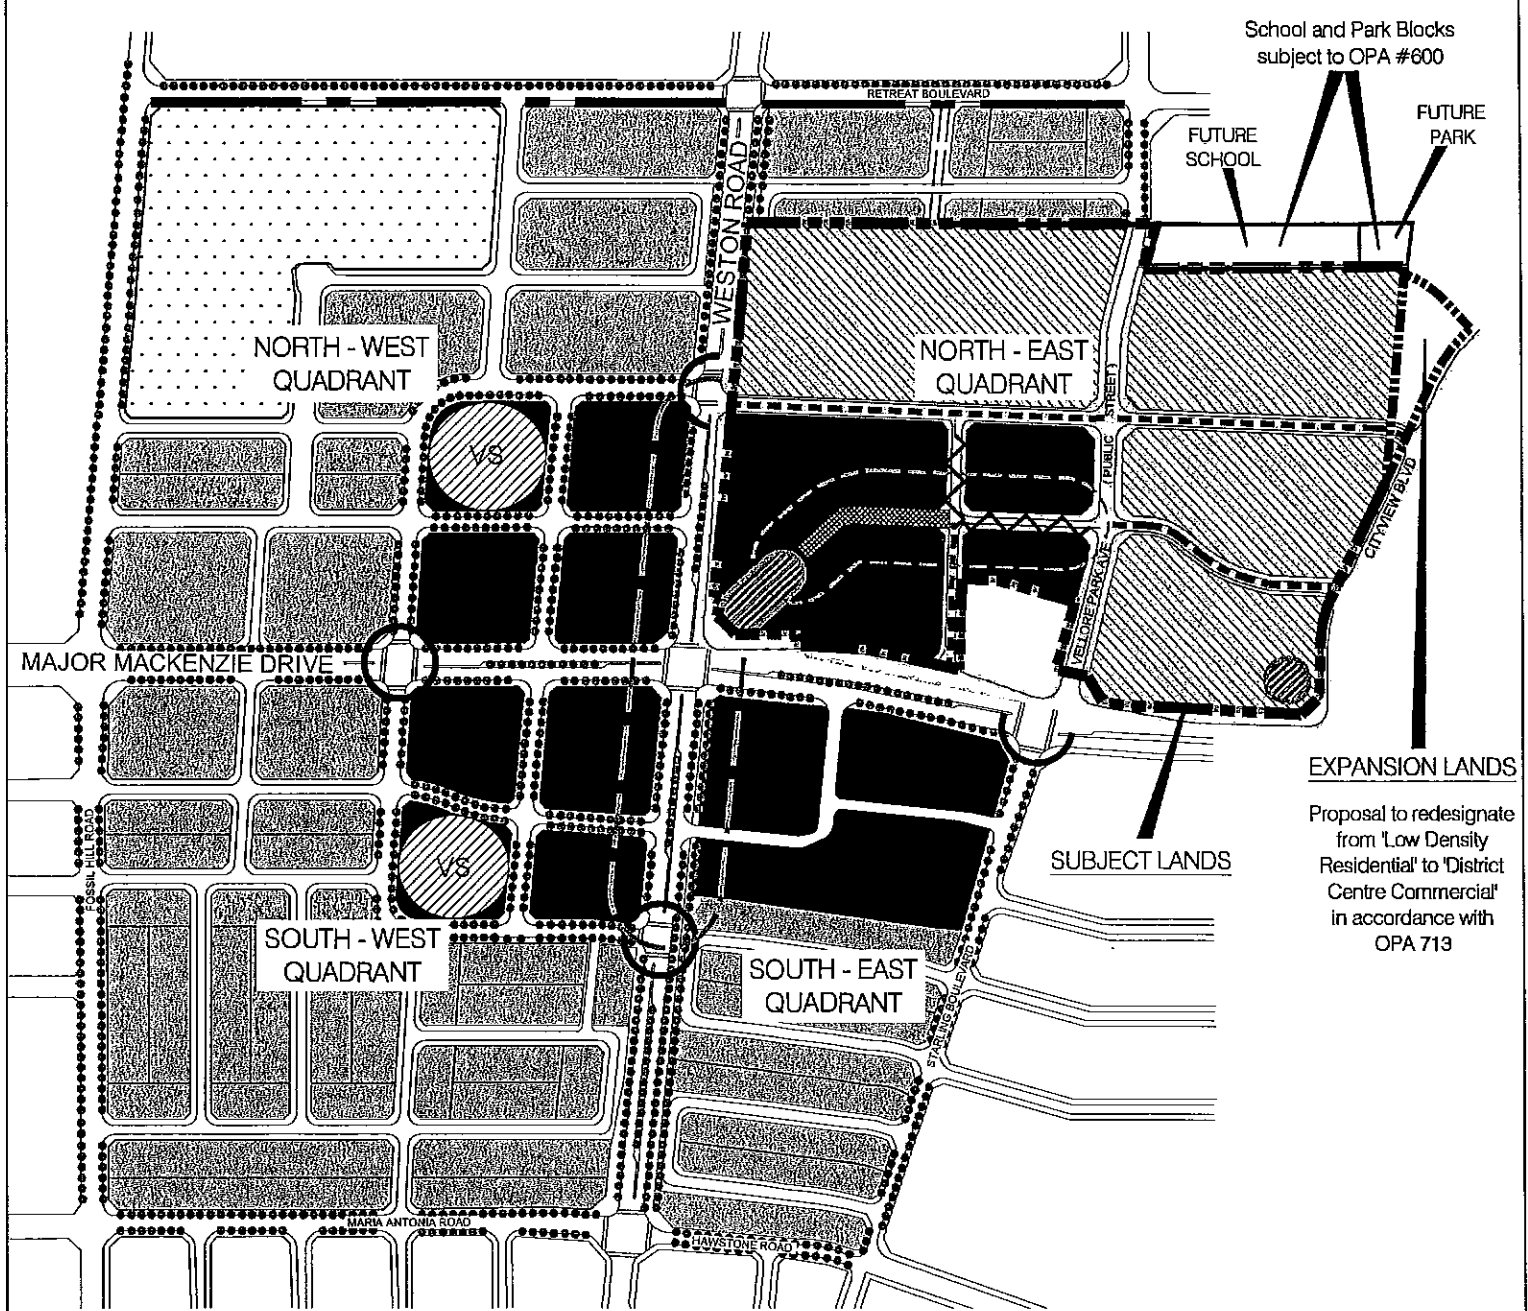 School and Park Blocks
subject to OPA #600
RETREAT BOULEVARD
FUTURE
SCHOOL
FUTURE
PARK
WESTON ROAD
NORTH - WEST
QUADRANT
NORTH - EAST
QUADRANT
( PUBLIC STREET )
VS
CITYVIEW BLVD
VELLORE PARK AVE
MAJOR MACKENZIE DRIVE
EXPANSION LANDS
Proposal to redesignate
from 'Low Density
Residential' to 'District
Centre Commercial'
in accordance with
OPA 713
SUBJECT LANDS
FOSSIL HILL ROAD
VS
SOUTH - WEST
QUADRANT
SOUTH - EAST
QUADRANT
STARLING BOULEVARD
MARIA ANTONIA ROAD
HAWSTONE ROAD